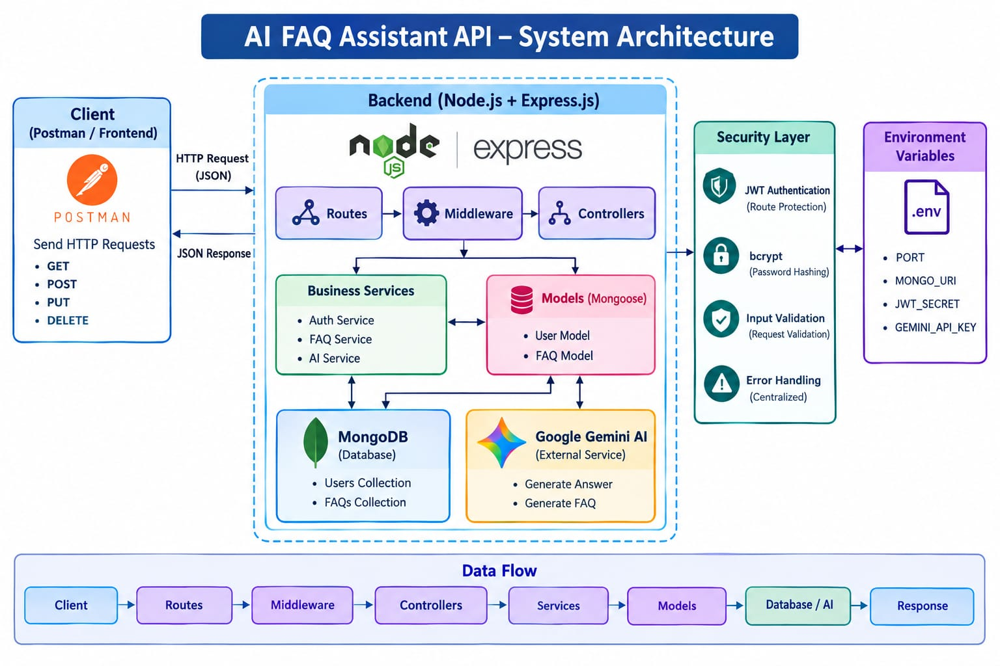 AI FAQ Assistant API – System Architecture
Client
(Postman / Frontend)
POSTMAN
Send HTTP Requests
• GET
• POST
• PUT
• DELETE
HTTP Request
(JSON)
JSON Response
Backend (Node.js + Express.js)
node
JS
express
Routes
Middleware
Controllers
Business Services
• Auth Service
• FAQ Service
• AI Service
Models (Mongoose)
• User Model
• FAQ Model
MongoDB
(Database)
• Users Collection
• FAQs Collection
Google Gemini AI
(External Service)
• Generate Answer
• Generate FAQ
Security Layer
JWT Authentication
(Route Protection)
bcrypt
(Password Hashing)
Input Validation
(Request Validation)
Error Handling
(Centralized)
Environment
Variables
.env
• PORT
• MONGO_URI
• JWT_SECRET
• GEMINI_API_KEY
Data Flow
Client
Routes
Middleware
Controllers
Services
Models
Database / AI
Response